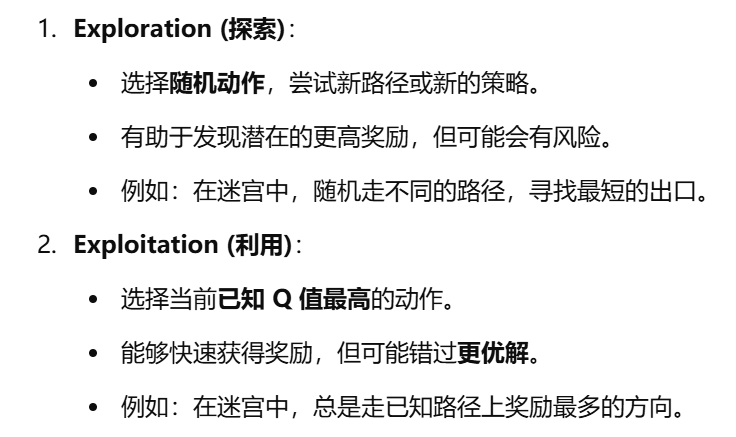 1. Exploration (探索)：
• 选择随机动作，尝试新路径或新的策略。
• 有助于发现潜在的更高奖励，但可能会有风险。
• 例如：在迷宫中，随机走不同的路径，寻找最短的出口。
2. Exploitation (利用)：
• 选择当前已知 Q 值最高的动作。
• 能够快速获得奖励，但可能错过更优解。
• 例如：在迷宫中，总是走已知路径上奖励最多的方向。